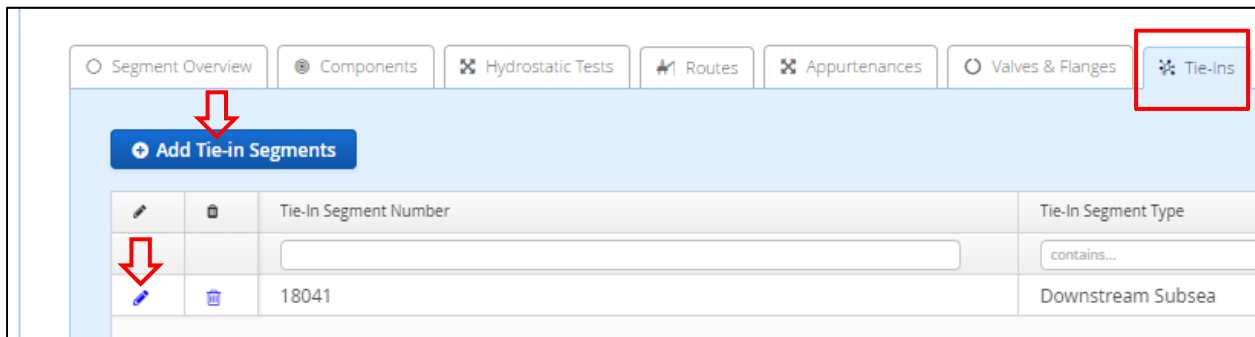 Segment Overview Components Hydrostatic Tests Routes Appurtenances Valves & Flanges Tie-Ins
Add Tie-in Segments
Tie-In Segment Number Tie-In Segment Type
contains...
18041 Downstream Subsea